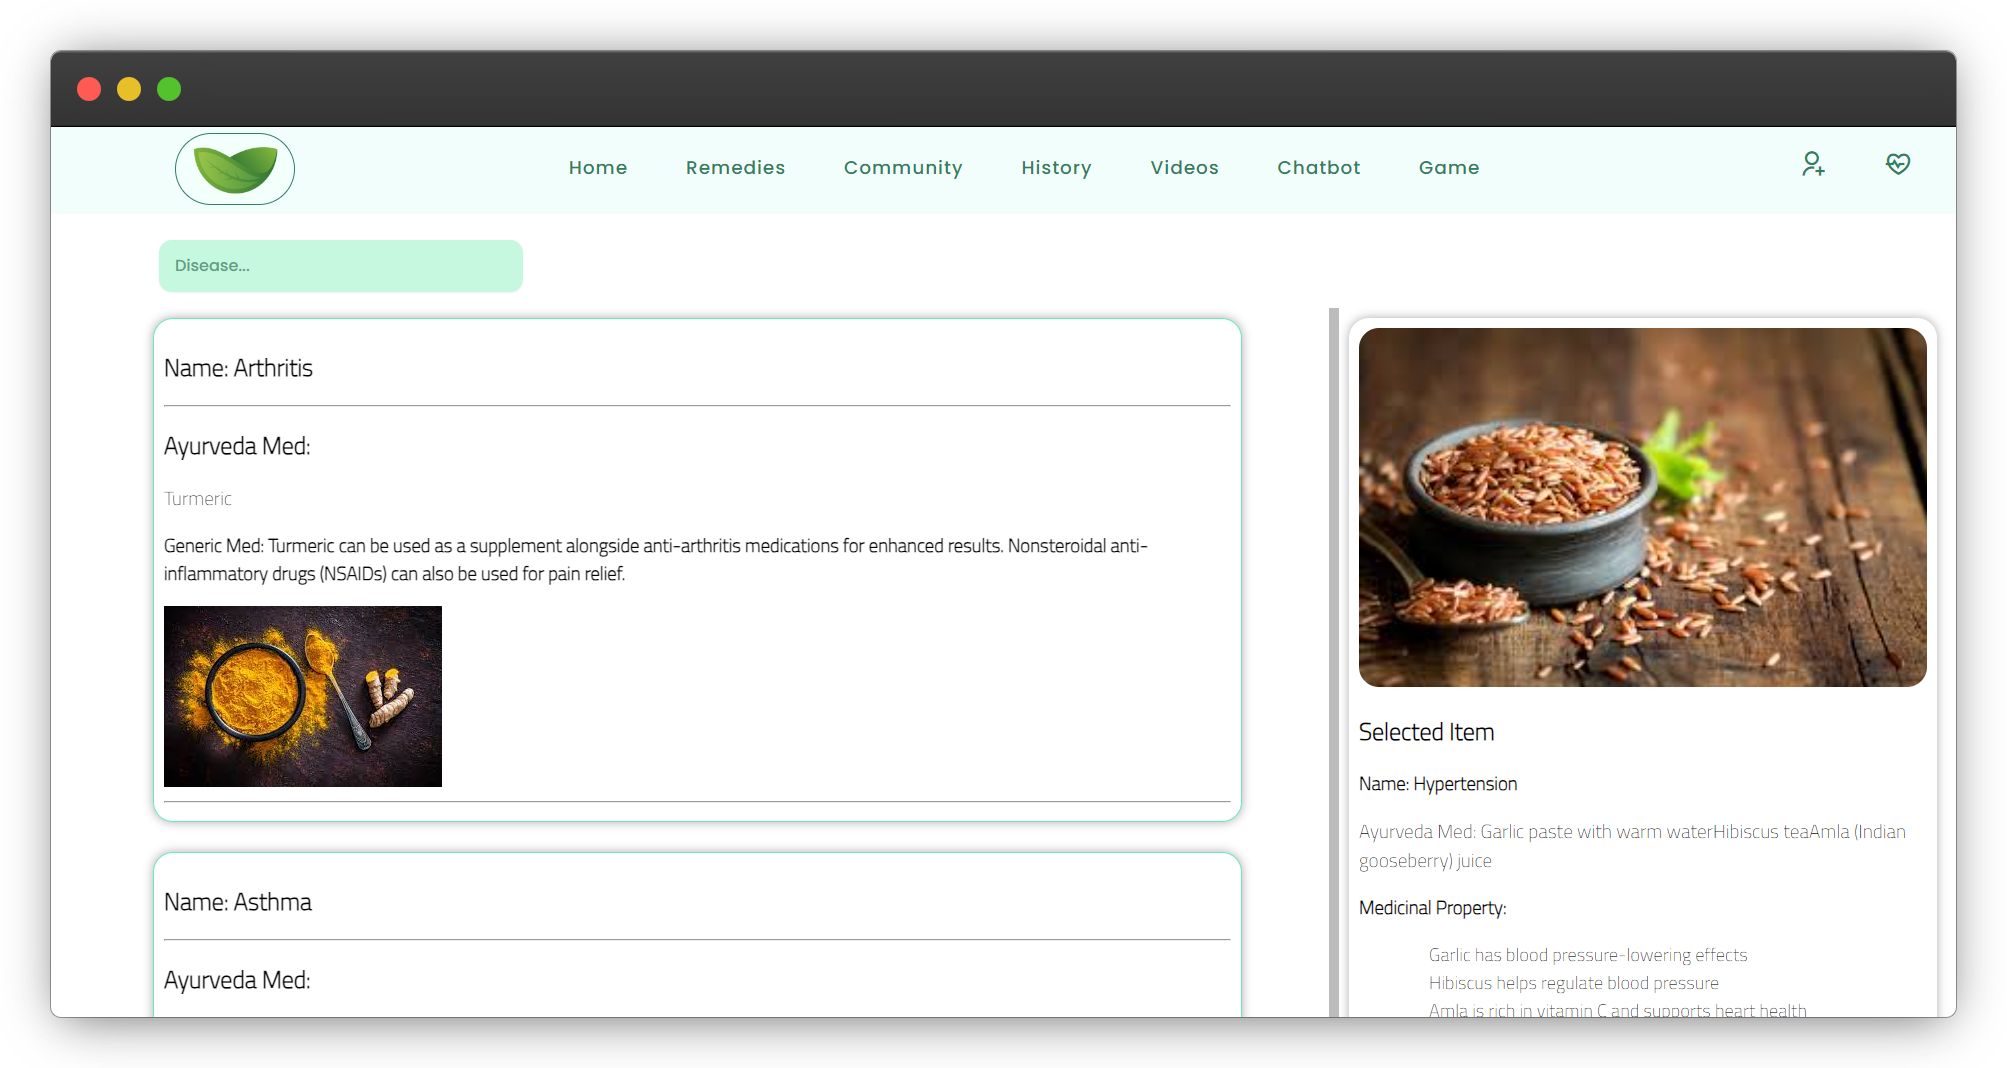 Home Remedies Community History Videos Chatbot Game
Disease...
Name: Arthritis
Ayurveda Med:
Turmeric
Generic Med: Turmeric can be used as a supplement alongside anti-arthritis medications for enhanced results. Nonsteroidal anti-
inflammatory drugs (NSAIDs) can also be used for pain relief.
Name: Asthma
Ayurveda Med:
Selected Item
Name: Hypertension
Ayurveda Med: Garlic paste with warm waterHibiscus teaAmla (Indian
gooseberry) juice
Medicinal Property:
Garlic has blood pressure-lowering effects
Hibiscus helps regulate blood pressure
Amla is rich in vitamin C and supports heart health